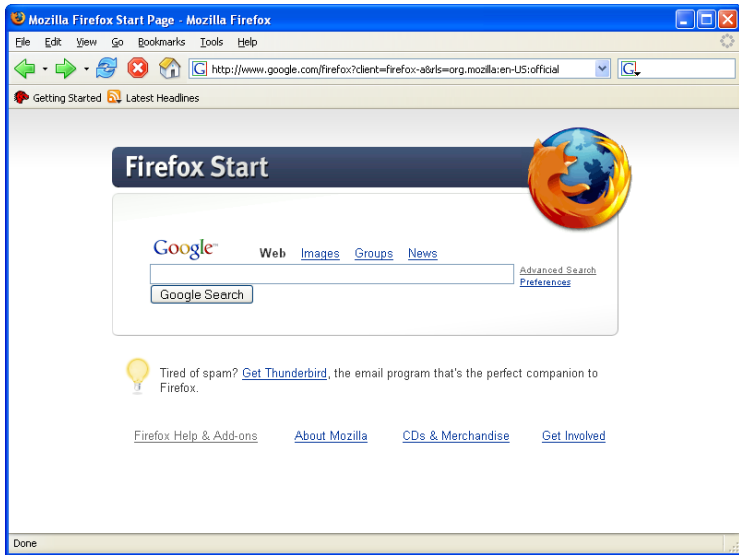 Mozilla Firefox Start Page - Mozilla Firefox
File Edit View Go Bookmarks Tools Help
G http://www.google.com/firefox?client=firefox-a&rls=org.mozilla:en-US:official G
Getting Started Latest Headlines
Firefox Start
Google™ Web Images Groups News
Advanced Search
Preferences
Google Search
Tired of spam? Get Thunderbird, the email program that's the perfect companion to
Firefox.
Firefox Help & Add-ons About Mozilla CDs & Merchandise Get Involved
Done